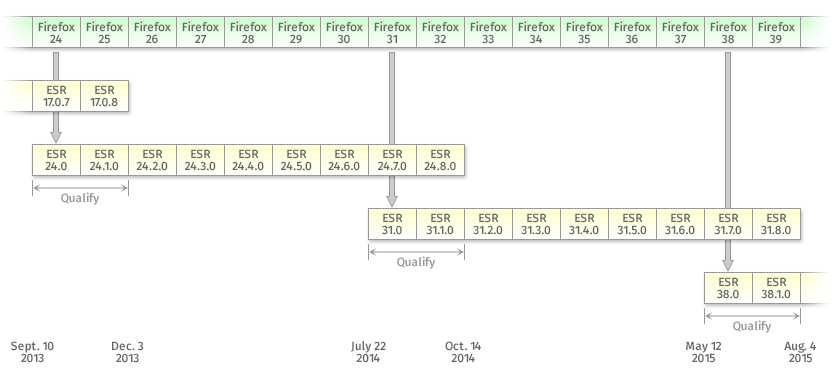 Firefox 24 Firefox 25 Firefox 26 Firefox 27 Firefox 28 Firefox 29 Firefox 30 Firefox 31 Firefox 32 Firefox 33 Firefox 34 Firefox 35 Firefox 36 Firefox 37 Firefox 38 Firefox 39
ESR 17.0.7 ESR 17.0.8
ESR 24.0 ESR 24.1.0 ESR 24.2.0 ESR 24.3.0 ESR 24.4.0 ESR 24.5.0 ESR 24.6.0 ESR 24.7.0 ESR 24.8.0
Qualify
ESR 31.0 ESR 31.1.0 ESR 31.2.0 ESR 31.3.0 ESR 31.4.0 ESR 31.5.0 ESR 31.6.0 ESR 31.7.0 ESR 31.8.0
Qualify
ESR 38.0 ESR 38.1.0
Qualify
Sept. 10 2013 Dec. 3 2013 July 22 2014 Oct. 14 2014 May 12 2015 Aug. 4 2015